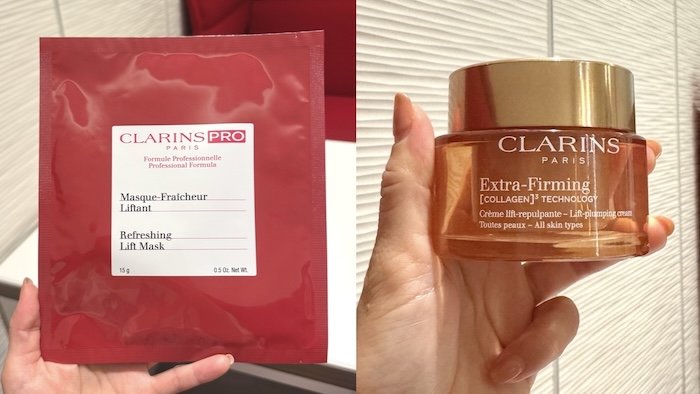 CLARINS PRO
PARIS
Formule Professionnelle
Professional Formula
Masque-Fraîcheur
Liftant
Refreshing
Lift Mask
15 g 0.5 Oz. Net Wt.
CLARINS
PARIS
Extra-Firming
[COLLAGEN]³ TECHNOLOGY
Crème lift-repulpante – Lift-plumping cream
Toutes peaux – All skin types